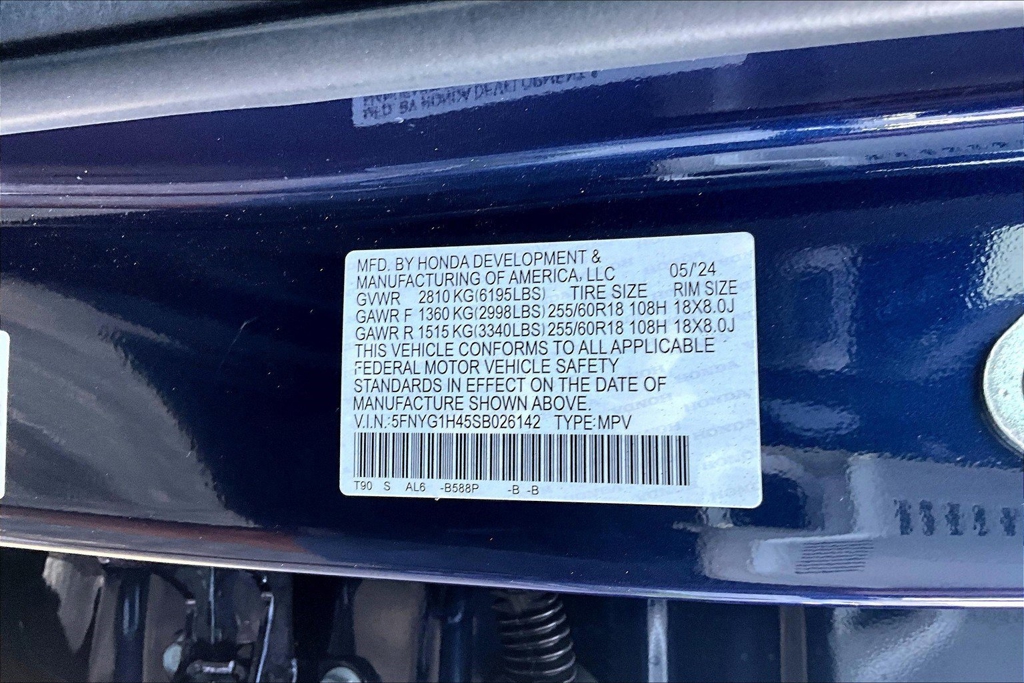 MFD. BY HONDA DEVELOPMENT &
MANUFACTURING OF AMERICA, LLC 05/'24
GVWR 2810 KG(6195LBS) TIRE SIZE RIM SIZE
GAWR F 1360 KG(2998LBS) 255/60R18 108H 18X8.0J
GAWR R 1515 KG(3340LBS) 255/60R18 108H 18X8.0J
THIS VEHICLE CONFORMS TO ALL APPLICABLE
FEDERAL MOTOR VEHICLE SAFETY
STANDARDS IN EFFECT ON THE DATE OF
MANUFACTURE SHOWN ABOVE.
V.I.N.:5FNYG1H45SB026142 TYPE:MPV
T90 S AL6 -B588P -B -B